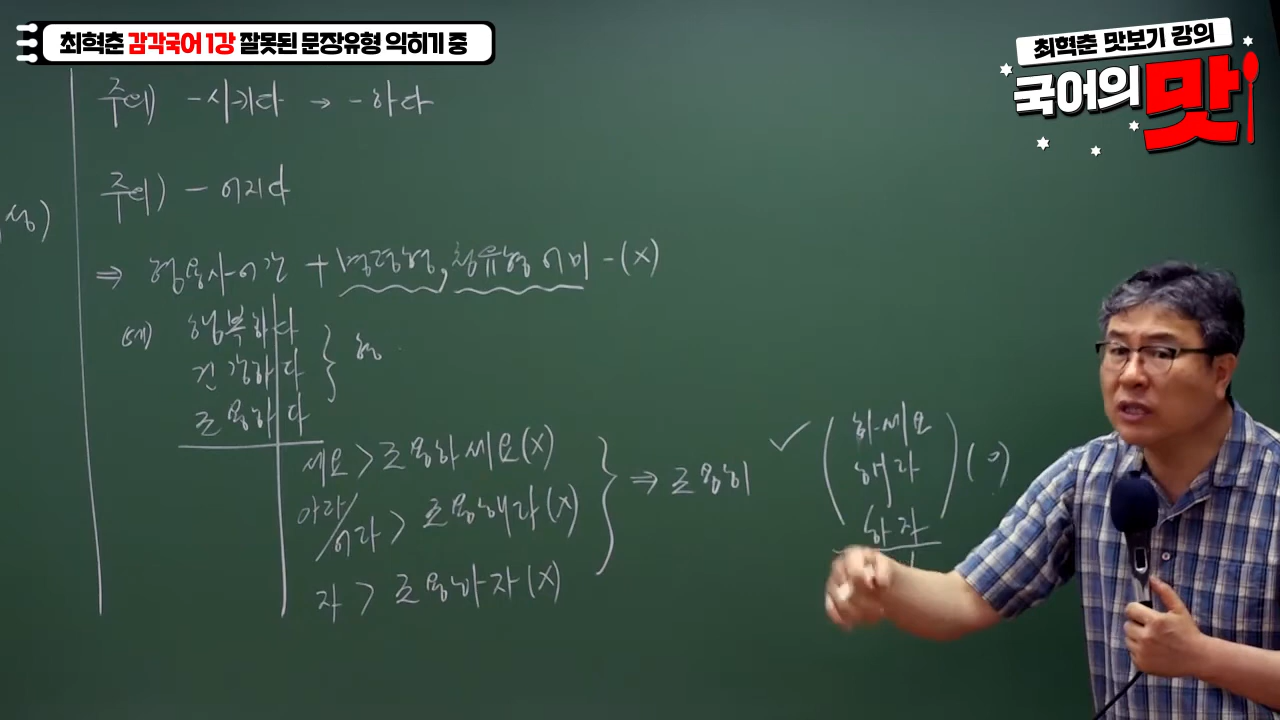 최혁춘 감각국어 1강 잘못된 문장유형 익히기 중
최혁춘 맛보기 강의
국어의 맛
주의) -시키다 → -하다
주의) - 어지다
⇒ 형용사 어간 + 명령형, 청유형 어미 - (X)
예) 행복하다
건강하다
조용하다
형
세요 > 조용하세요 (X)
아라/어라 > 조용해라 (X)
자 > 조용하자 (X)
⇒ 조용히
✓ (하세요
해라
하자) (O)